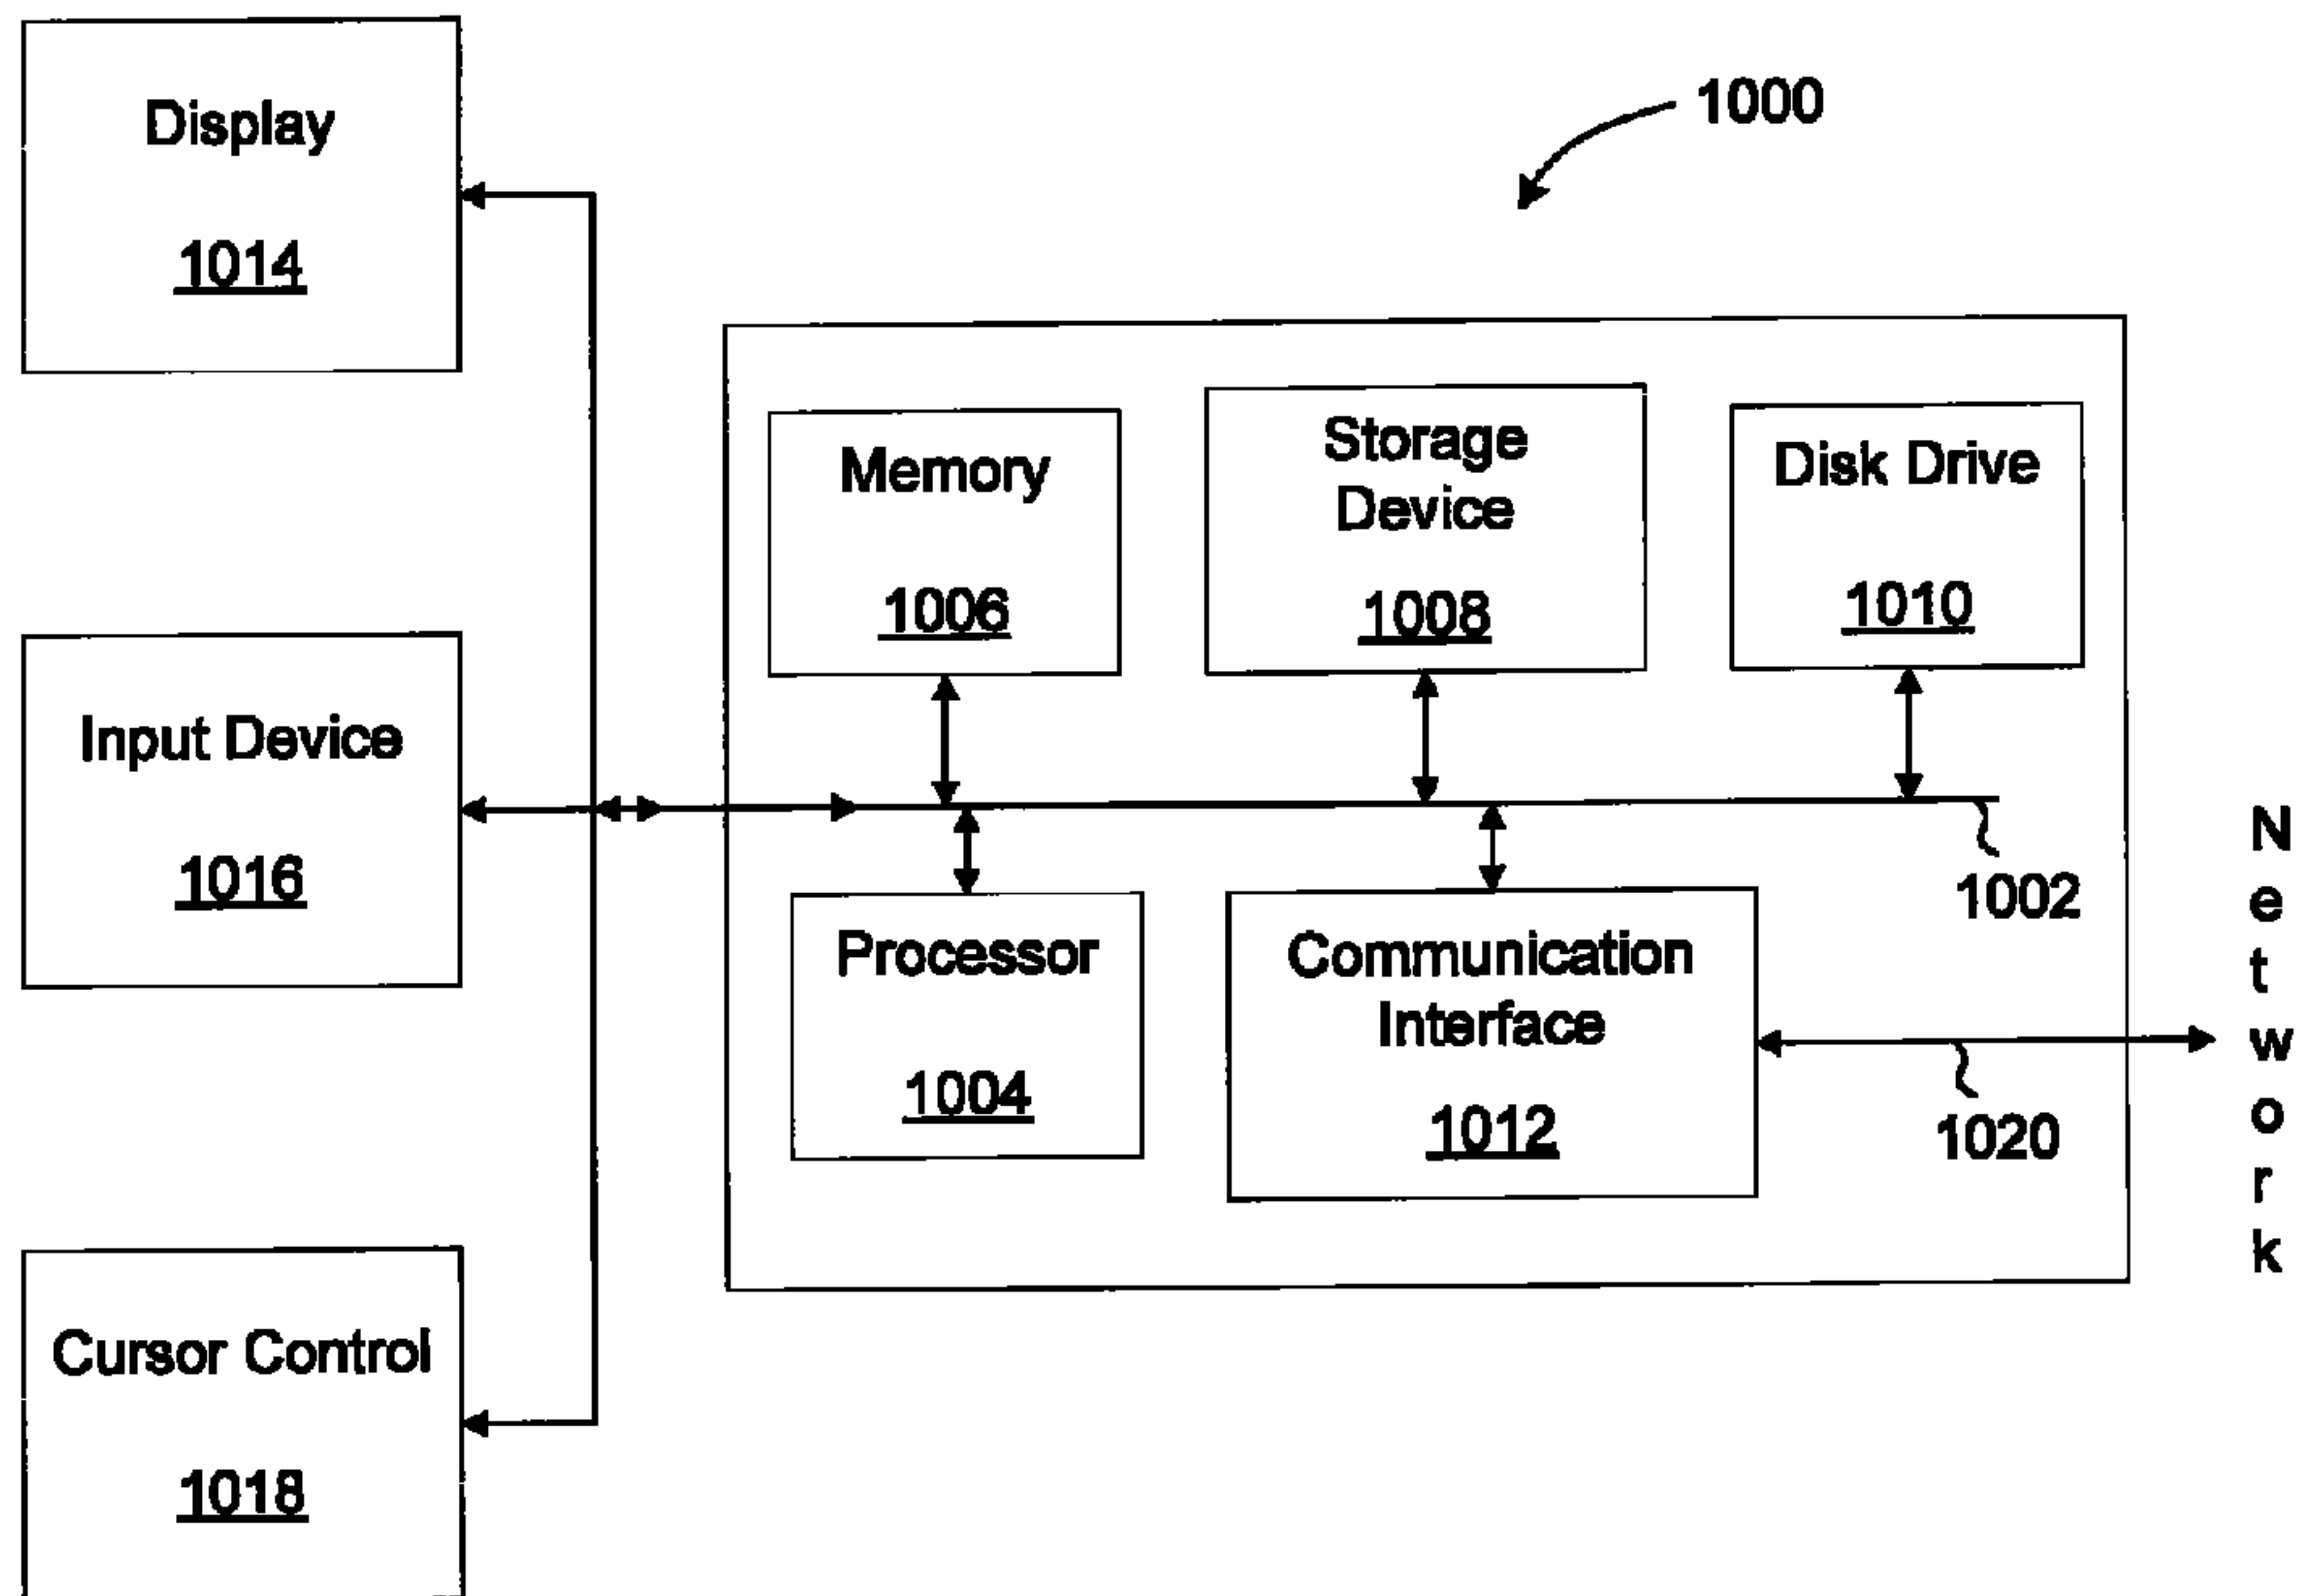 Display
1014
1000
Memory
1006
Storage
Device
1008
Disk Drive
1010
Input Device
1016
1002
Processor
1004
Communication
Interface
1012
1020
Network
Cursor Control
1018